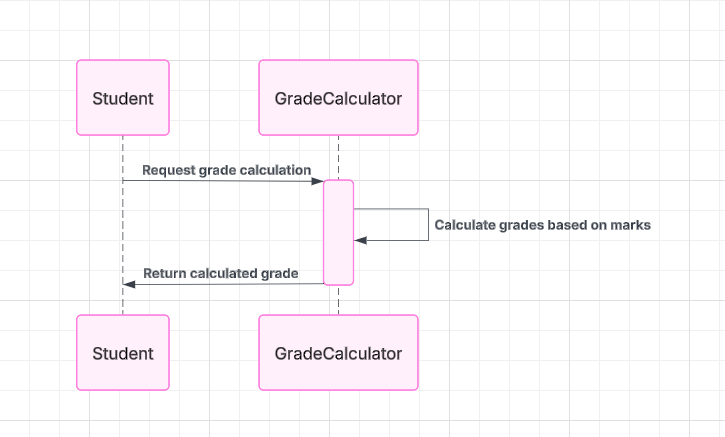 Student
GradeCalculator
Request grade calculation
Calculate grades based on marks
Return calculated grade
Student
GradeCalculator